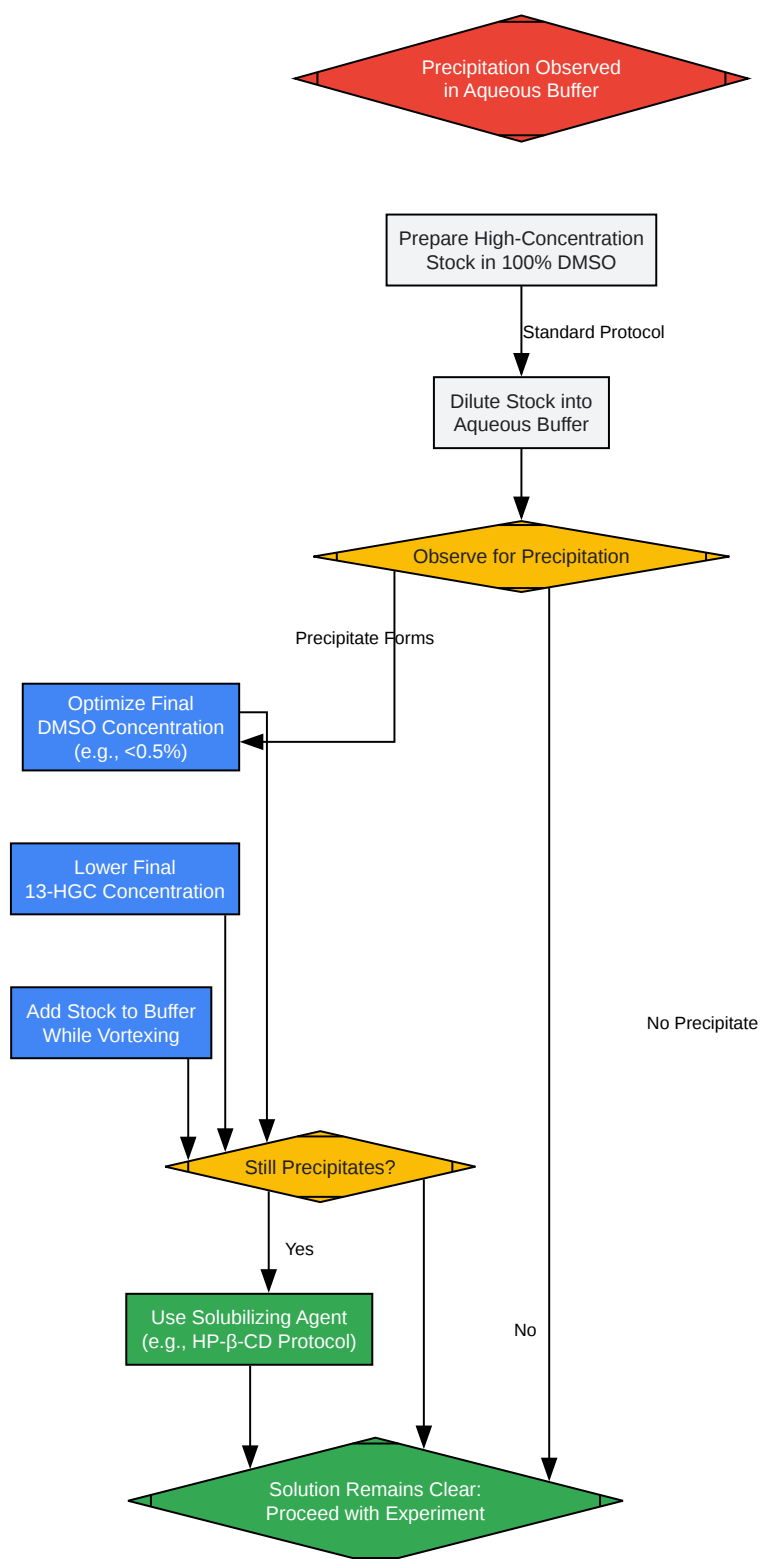 Precipitation Observed
in Aqueous Buffer
Prepare High-Concentration
Stock in 100% DMSO
Standard Protocol
Dilute Stock into
Aqueous Buffer
Observe for Precipitation
Precipitate Forms
Optimize Final
DMSO Concentration
(e.g., <0.5%)
Lower Final
13-HGC Concentration
Add Stock to Buffer
While Vortexing
No Precipitate
Still Precipitates?
Yes
Use Solubilizing Agent
(e.g., HP-β-CD Protocol)
No
Solution Remains Clear:
Proceed with Experiment